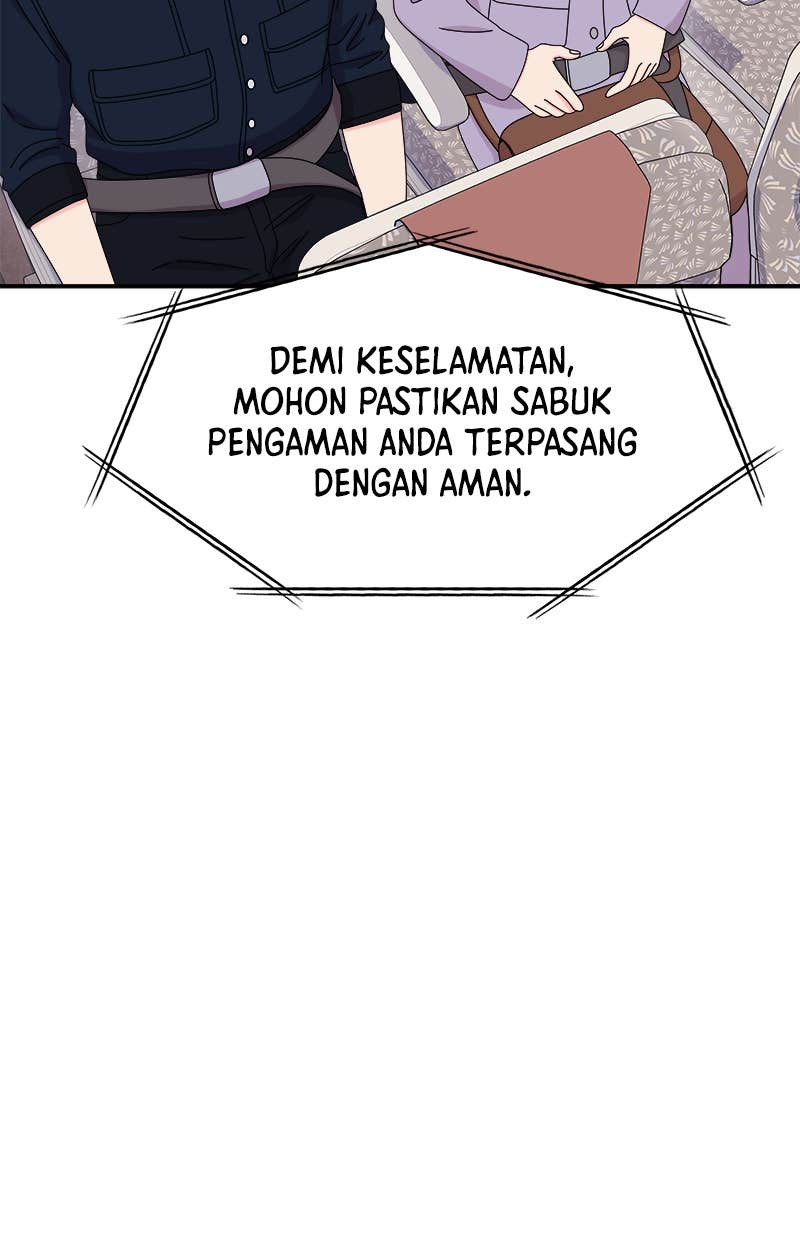 DEMI KESELAMATAN,
MOHON PASTIKAN SABUK
PENGAMAN ANDA TERPASANG
DENGAN AMAN.